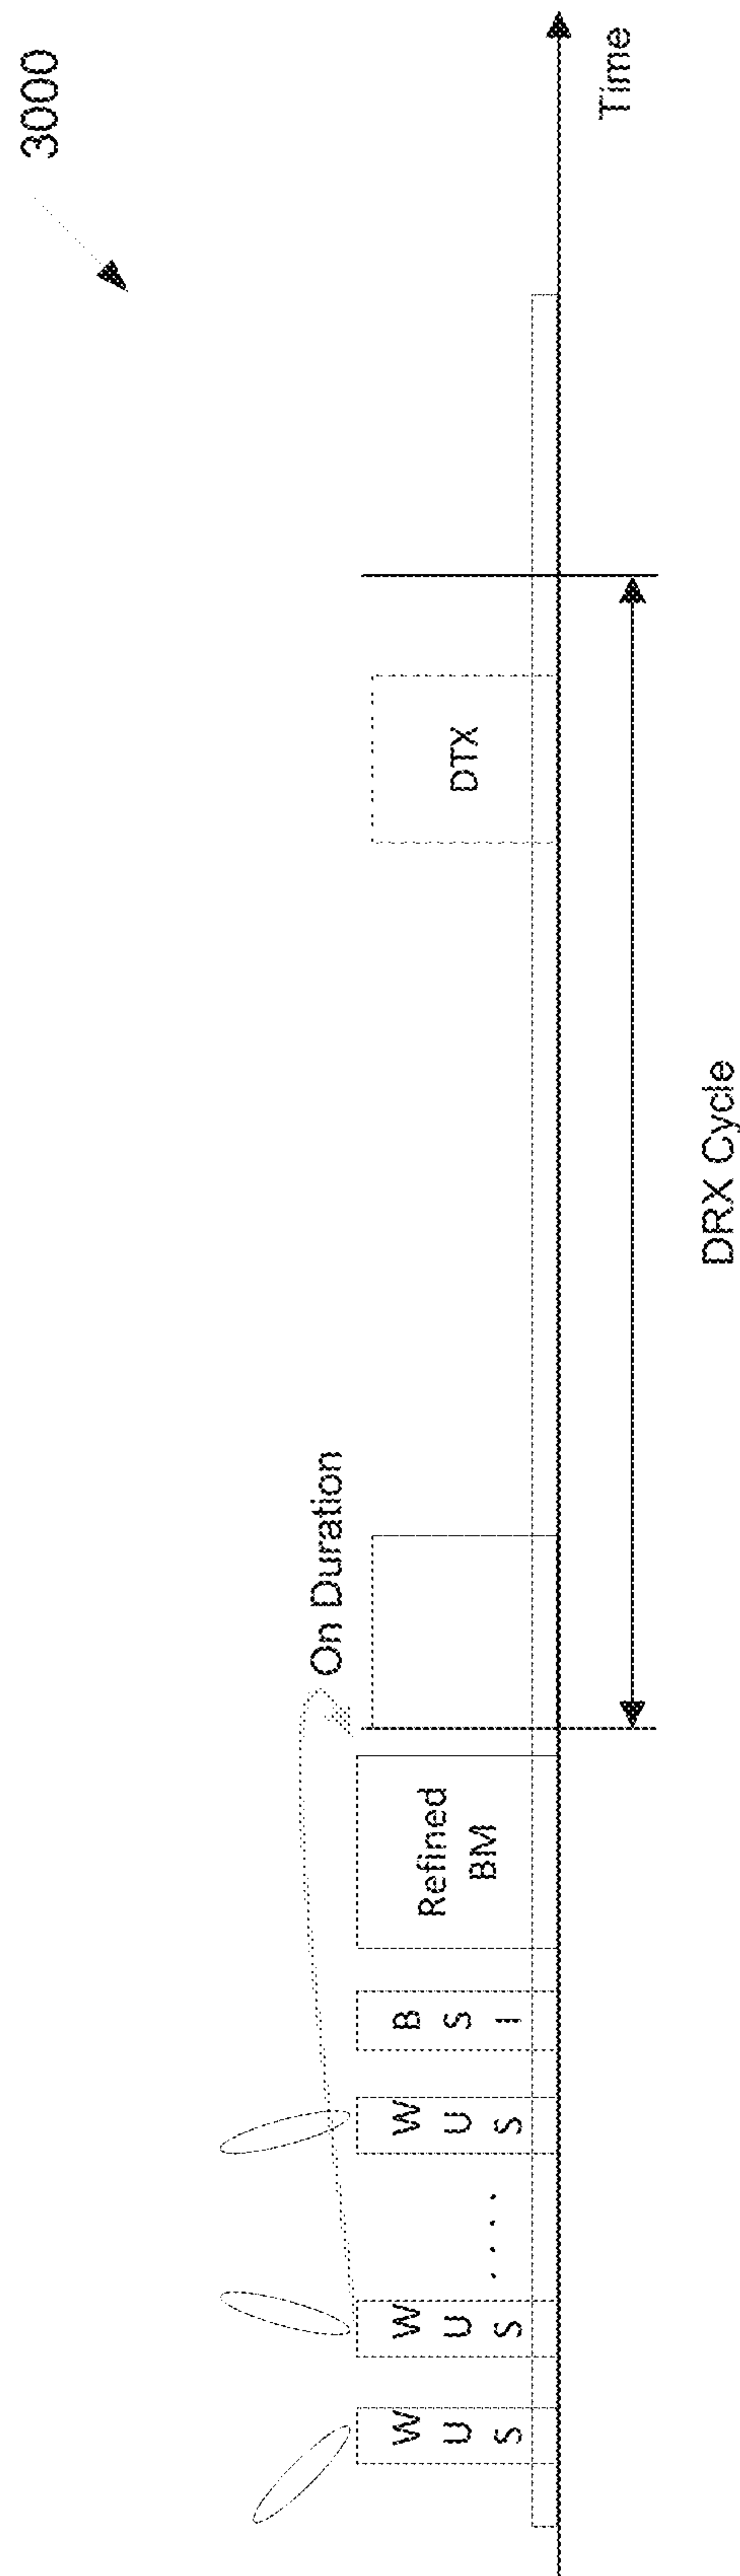 3000
On Duration
W
U
S
W
U
S
. . . .
W
U
S
B
S
I
Refined
BM
DTX
Time
DRX Cycle